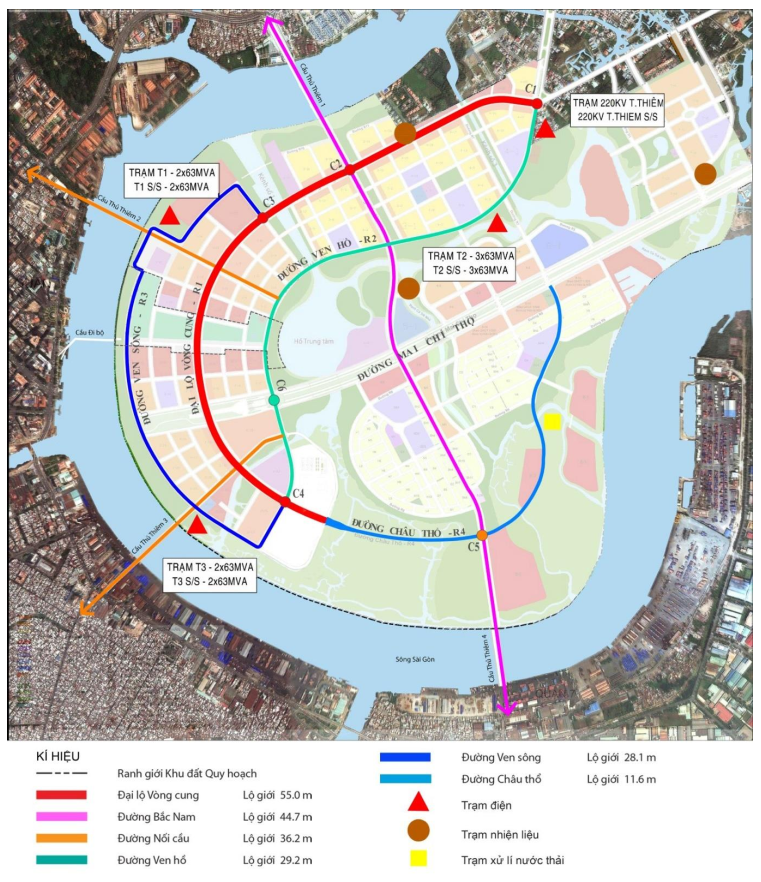 Cầu Thủ Thiêm 1
C1
TRẠM 220KV T.THIÊM
220KV T.THIEM S/S
C2
TRẠM T1 - 2x63MVA
T1 S/S - 2x63MVA
Cầu Thủ Thiêm 2
C3
ĐƯỜNG VEN HỒ -R2
TRẠM T2 - 3x63MVA
T2 S/S - 3x63MVA
ĐƯỜNG VEN SÔNG - R3
ĐẠI LỘ VÒNG CUNG - R1
Cầu Đi bộ
Hồ Trung tâm
ĐƯỜNG MAI CHÍ THỌ
C6
C4
ĐƯỜNG CHÂU THỔ -R4
C5
Cầu Thủ Thiêm 3
TRẠM T3 - 2x63MVA
T3 S/S - 2x63MVA
Cầu Thủ Thiêm 4
Sông Sài Gòn
KÍ HIỆU
Ranh giới Khu đất Quy hoạch
Đại lộ Vòng cung Lộ giới 55.0 m
Đường Bắc Nam Lộ giới 44.7 m
Đường Nối cầu Lộ giới 36.2 m
Đường Ven hồ Lộ giới 29.2 m
Đường Ven sông Lộ giới 28.1 m
Đường Châu thổ Lộ giới 11.6 m
Trạm điện
Trạm nhiện liệu
Trạm xử lí nước thải